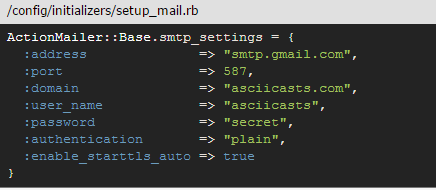 /config/initializers/setup_mail.rb
ActionMailer::Base.smtp_settings = {
  :address              => "smtp.gmail.com",
  :port                 => 587,
  :domain               => "asciicasts.com",
  :user_name            => "asciicasts",
  :password             => "secret",
  :authentication       => "plain",
  :enable_starttls_auto => true
}